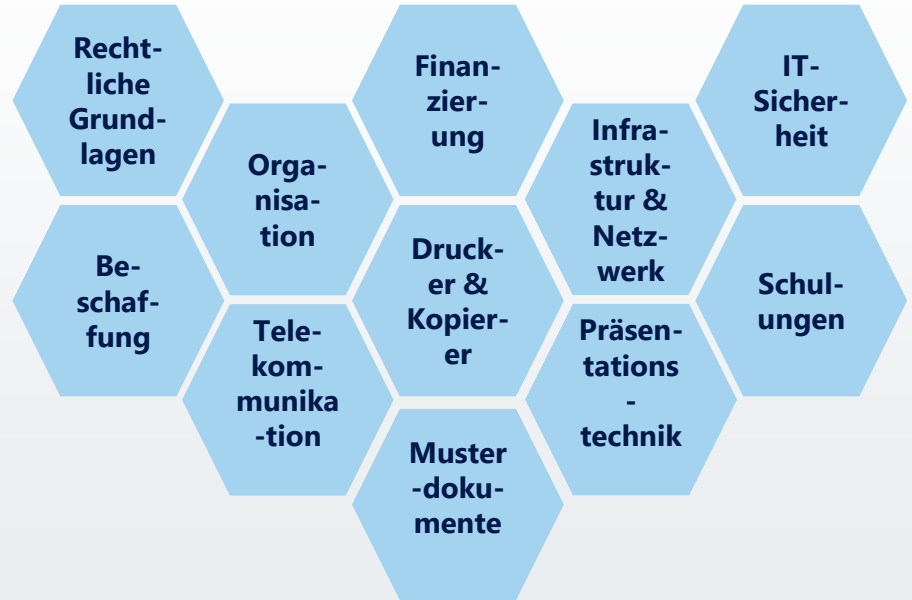 Recht-
liche
Grund-
lagen
Finan-
zier-
ung
IT-
Sicher-
heit
Orga-
nisa-
tion
Infra-
struk-
tur &
Netz-
werk
Be-
schaf-
fung
Druck-
er &
Kopier-
er
Schul-
ungen
Tele-
kom-
munika
-tion
Präsen-
tations
-
technik
Muster
-doku-
mente